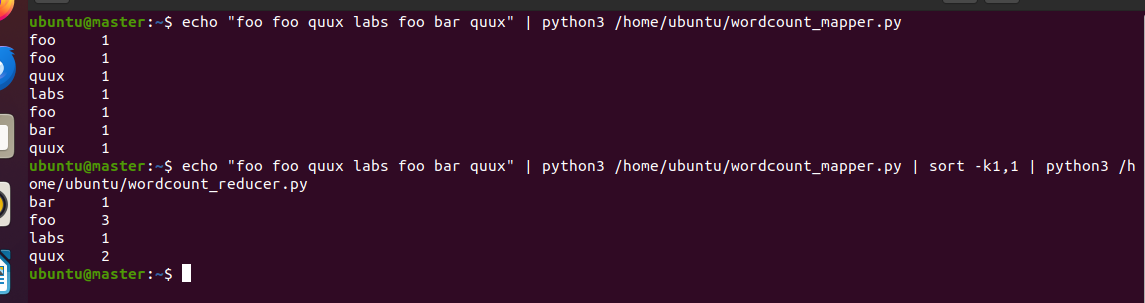 ubuntu@master:~$ echo "foo foo quux labs foo bar quux" | python3 /home/ubuntu/wordcount_mapper.py
foo	1
foo	1
quux	1
labs	1
foo	1
bar	1
quux	1
ubuntu@master:~$ echo "foo foo quux labs foo bar quux" | python3 /home/ubuntu/wordcount_mapper.py | sort -k1,1 | python3 /h
ome/ubuntu/wordcount_reducer.py
bar	1
foo	3
labs	1
quux	2
ubuntu@master:~$